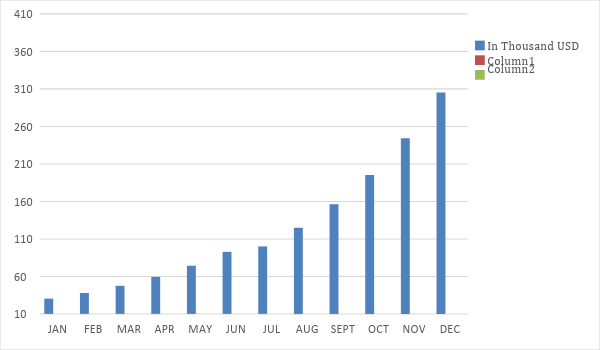 410
360
310
260
210
160
110
60
10
JAN FEB MAR APR MAY JUN JUL AUG SEPT OCT NOV DEC
In Thousand USD
Column1
Column2